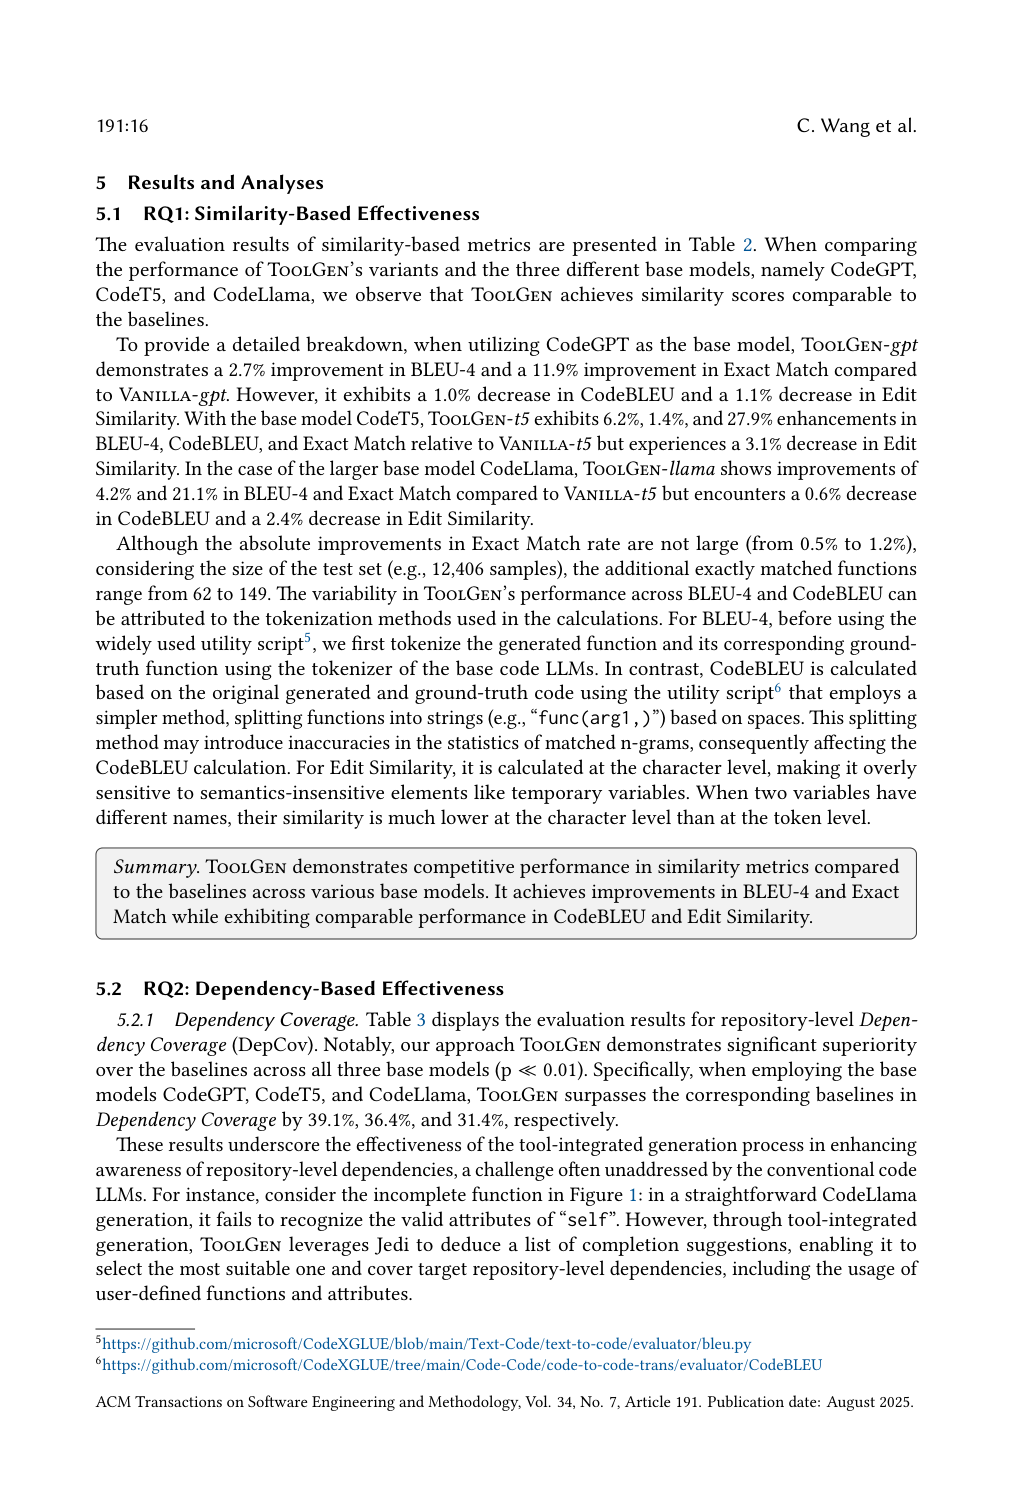 191:16 C. Wang et al.
5 Results and Analyses
5.1 RQ1: Similarity-Based Effectiveness
The evaluation results of similarity-based metrics are presented in Table 2. When comparing
the performance of ToolGen's variants and the three different base models, namely CodeGPT,
CodeT5, and CodeLlama, we observe that ToolGen achieves similarity scores comparable to
the baselines.
To provide a detailed breakdown, when utilizing CodeGPT as the base model, ToolGen-gpt
demonstrates a 2.7% improvement in BLEU-4 and a 11.9% improvement in Exact Match compared
to Vanilla-gpt. However, it exhibits a 1.0% decrease in CodeBLEU and a 1.1% decrease in Edit
Similarity. With the base model CodeT5, ToolGen-t5 exhibits 6.2%, 1.4%, and 27.9% enhancements in
BLEU-4, CodeBLEU, and Exact Match relative to Vanilla-t5 but experiences a 3.1% decrease in Edit
Similarity. In the case of the larger base model CodeLlama, ToolGen-llama shows improvements of
4.2% and 21.1% in BLEU-4 and Exact Match compared to Vanilla-t5 but encounters a 0.6% decrease
in CodeBLEU and a 2.4% decrease in Edit Similarity.
Although the absolute improvements in Exact Match rate are not large (from 0.5% to 1.2%),
considering the size of the test set (e.g., 12,406 samples), the additional exactly matched functions
range from 62 to 149. The variability in ToolGen's performance across BLEU-4 and CodeBLEU can
be attributed to the tokenization methods used in the calculations. For BLEU-4, before using the
widely used utility script5, we first tokenize the generated function and its corresponding ground-
truth function using the tokenizer of the base code LLMs. In contrast, CodeBLEU is calculated
based on the original generated and ground-truth code using the utility script6 that employs a
simpler method, splitting functions into strings (e.g., “func(arg1,)”) based on spaces. This splitting
method may introduce inaccuracies in the statistics of matched n-grams, consequently affecting the
CodeBLEU calculation. For Edit Similarity, it is calculated at the character level, making it overly
sensitive to semantics-insensitive elements like temporary variables. When two variables have
different names, their similarity is much lower at the character level than at the token level.
Summary. ToolGen demonstrates competitive performance in similarity metrics compared
to the baselines across various base models. It achieves improvements in BLEU-4 and Exact
Match while exhibiting comparable performance in CodeBLEU and Edit Similarity.
5.2 RQ2: Dependency-Based Effectiveness
5.2.1 Dependency Coverage. Table 3 displays the evaluation results for repository-level Depen-
dency Coverage (DepCov). Notably, our approach ToolGen demonstrates significant superiority
over the baselines across all three base models (p ≪ 0.01). Specifically, when employing the base
models CodeGPT, CodeT5, and CodeLlama, ToolGen surpasses the corresponding baselines in
Dependency Coverage by 39.1%, 36.4%, and 31.4%, respectively.
These results underscore the effectiveness of the tool-integrated generation process in enhancing
awareness of repository-level dependencies, a challenge often unaddressed by the conventional code
LLMs. For instance, consider the incomplete function in Figure 1: in a straightforward CodeLlama
generation, it fails to recognize the valid attributes of “self”. However, through tool-integrated
generation, ToolGen leverages Jedi to deduce a list of completion suggestions, enabling it to
select the most suitable one and cover target repository-level dependencies, including the usage of
user-defined functions and attributes.
5https://github.com/microsoft/CodeXGLUE/blob/main/Text-Code/text-to-code/evaluator/bleu.py
6https://github.com/microsoft/CodeXGLUE/tree/main/Code-Code/code-to-code-trans/evaluator/CodeBLEU
ACM Transactions on Software Engineering and Methodology, Vol. 34, No. 7, Article 191. Publication date: August 2025.